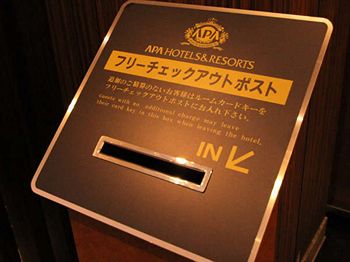 APA
APA HOTELS & RESORTS
フリーチェックアウトポスト
追加のご精算のないお客様はルームカードキーを
フリーチェックアウトポストにお入れ下さい。
Guests with no additional charge may leave
their card key in this box when leaving the hotel.
IN